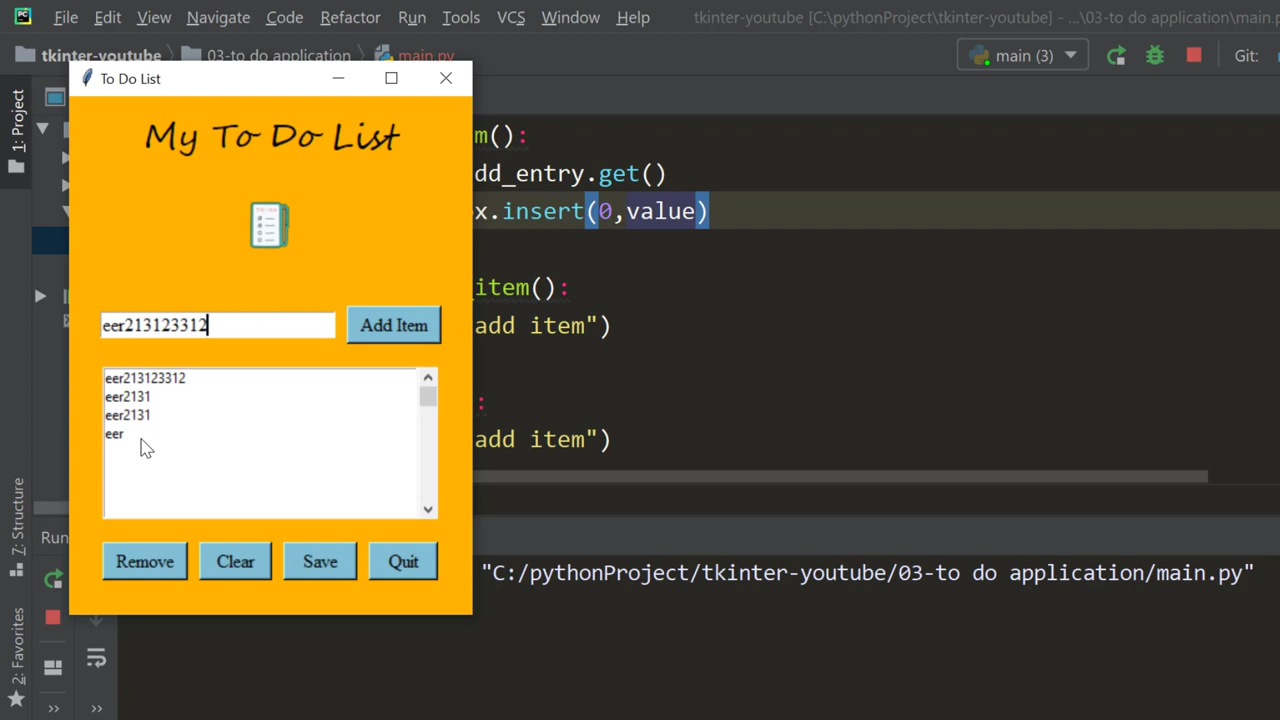 PC File Edit View Navigate Code Refactor Run Tools VCS Window Help tkinter-youtube [C:\pythonProject\tkinter-youtube] - ...\03-to do application\main.p
tkinter-youtube 03-to do application main.py main (3) Git:
To Do List
1: Project
My To Do List
m():
dd_entry.get()
x.insert(0,value)
item():
add item")
:
add item")
eer213123312 Add Item
eer213123312
eer2131
eer2131
eer
Remove Clear Save Quit
7: Structure
2: Favorites
Run
"C:/pythonProject/tkinter-youtube/03-to do application/main.py"